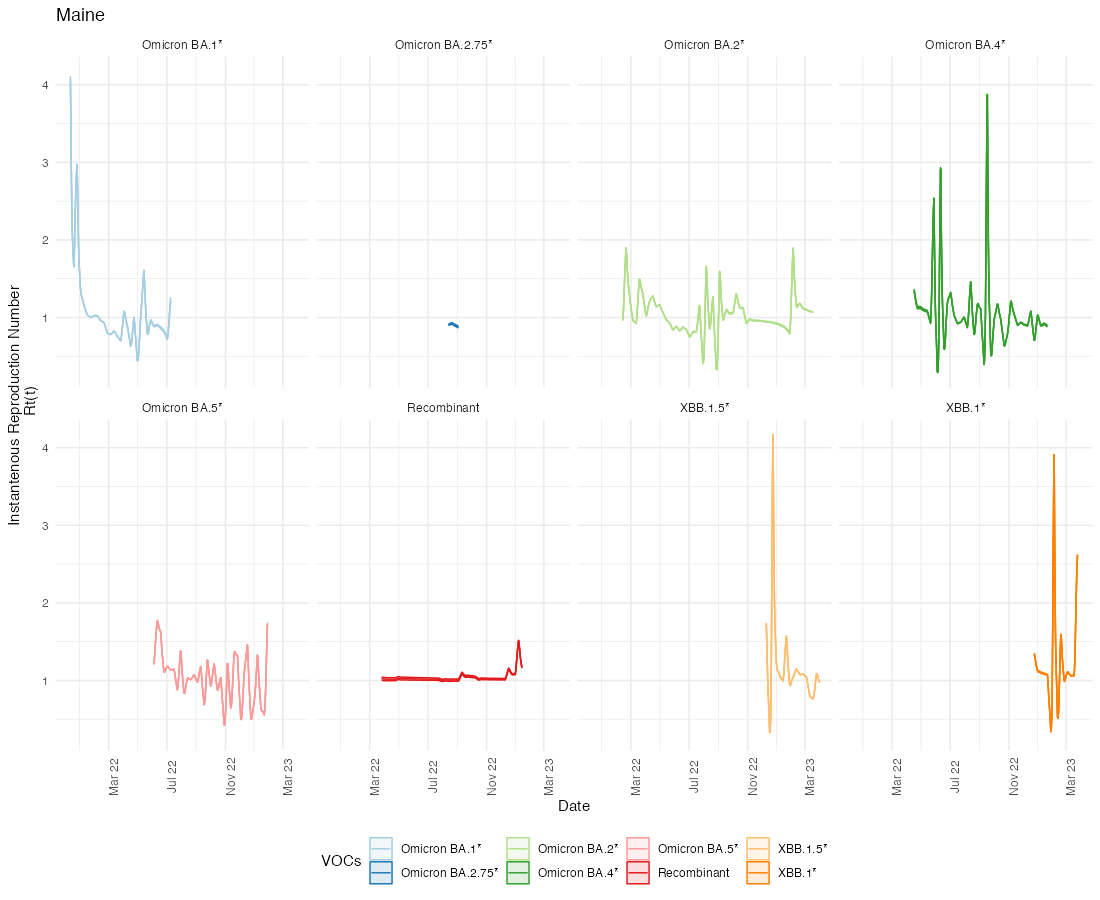 Maine
Omicron BA.1* Omicron BA.2.75* Omicron BA.2* Omicron BA.4*
4
3
2
1
Instantenous Reproduction Number
Rt(t)
Omicron BA.5* Recombinant XBB.1.5* XBB.1*
4
3
2
1
Mar 22 Jul 22 Nov 22 Mar 23 Mar 22 Jul 22 Nov 22 Mar 23 Mar 22 Jul 22 Nov 22 Mar 23 Mar 22 Jul 22 Nov 22 Mar 23
Date
VOCs
Omicron BA.1* Omicron BA.2* Omicron BA.5* XBB.1.5*
Omicron BA.2.75* Omicron BA.4* Recombinant XBB.1*